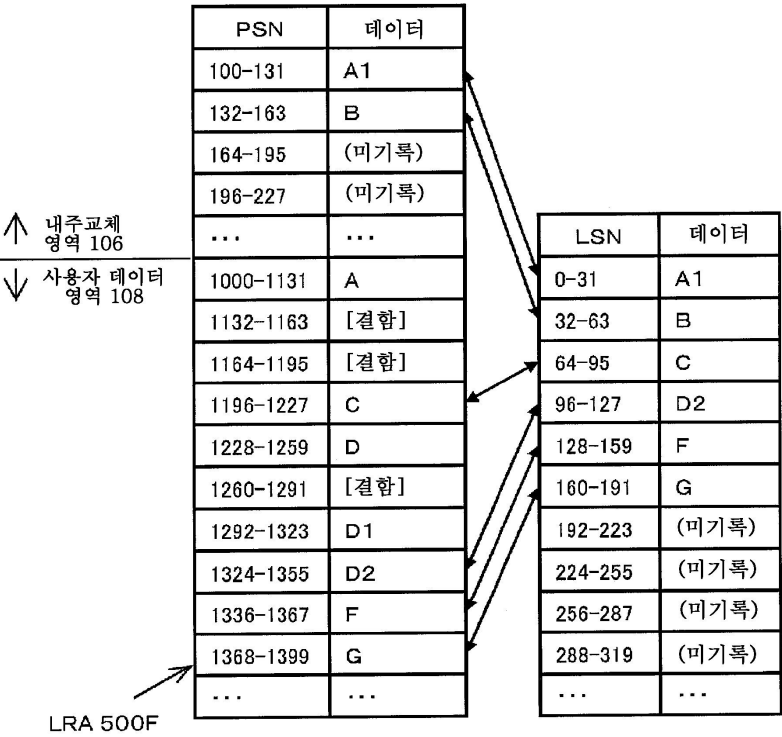 PSN 데이터
100-131 A1
132-163 B
164-195 (미기록)
196-227 (미기록)
... ...
1000-1131 A
1132-1163 [결함]
1164-1195 [결함]
1196-1227 C
1228-1259 D
1260-1291 [결함]
1292-1323 D1
1324-1355 D2
1336-1367 F
1368-1399 G
... ...
내주교체
영역 106
사용자 데이터
영역 108
LRA 500F
LSN 데이터
0-31 A1
32-63 B
64-95 C
96-127 D2
128-159 F
160-191 G
192-223 (미기록)
224-255 (미기록)
256-287 (미기록)
288-319 (미기록)
... ...